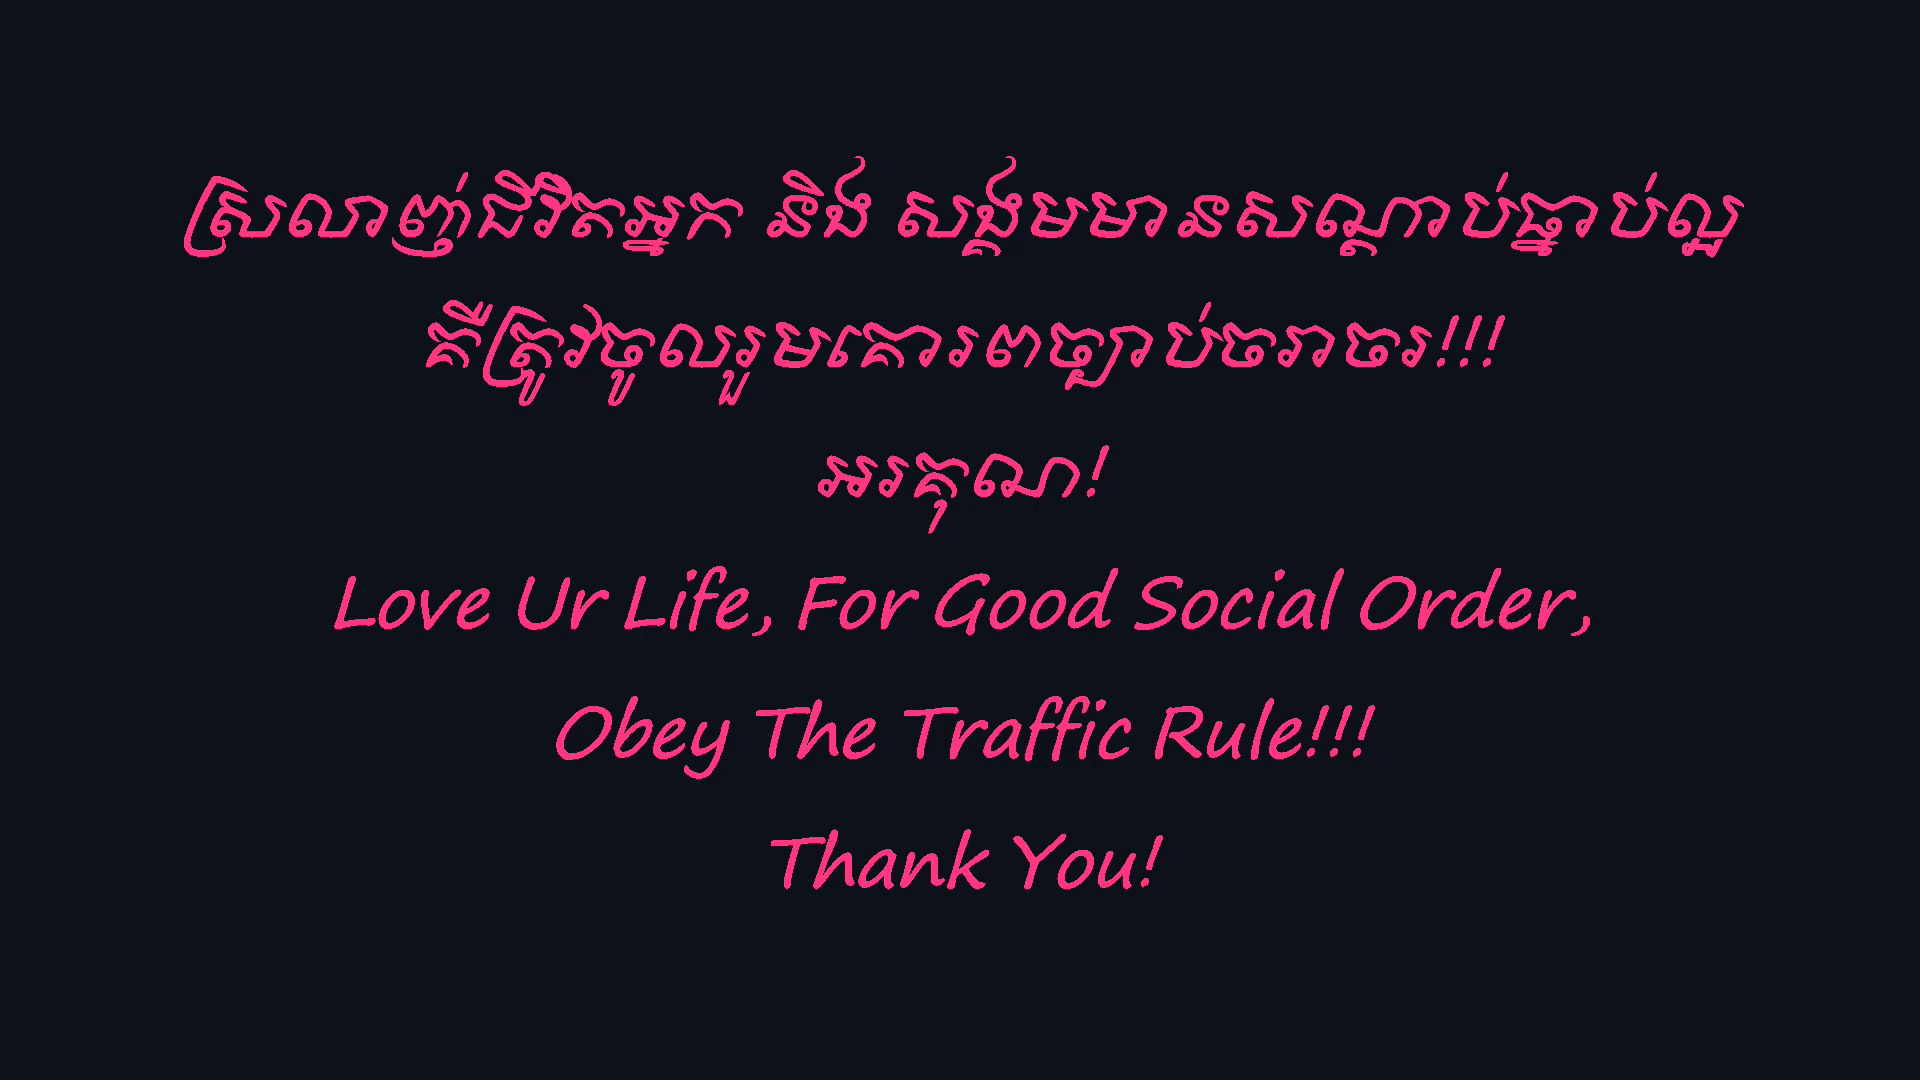 ស្រលាញ់ជីវិតអ្នក និង សង្គមមានសណ្ដាប់ធ្នាប់ល្អ
គឺត្រូវចូលរួមគោរពច្បាប់ចរាចរ!!!
អរគុណ!
Love Ur Life, For Good Social Order,
Obey The Traffic Rule!!!
Thank You!